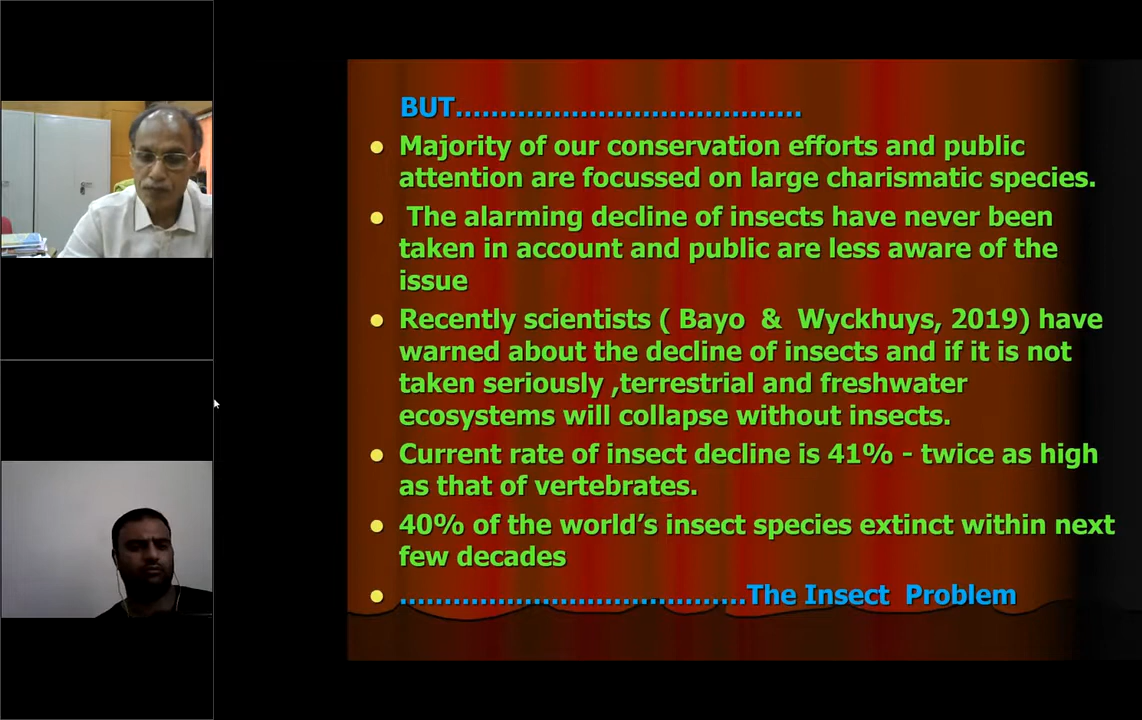 BUT.......................................
Majority of our conservation efforts and public
attention are focussed on large charismatic species.
The alarming decline of insects have never been
taken in account and public are less aware of the
issue
Recently scientists ( Bayo & Wyckhuys, 2019) have
warned about the decline of insects and if it is not
taken seriously ,terrestrial and freshwater
ecosystems will collapse without insects.
Current rate of insect decline is 41% - twice as high
as that of vertebrates.
40% of the world’s insect species extinct within next
few decades
.......................................The Insect Problem